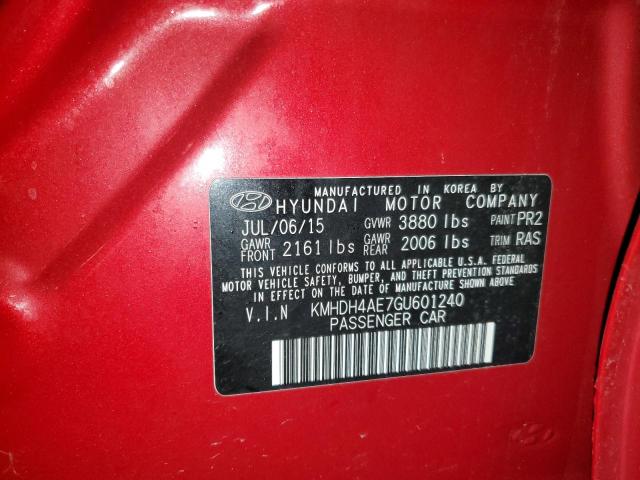 MANUFACTURED IN KOREA BY
HYUNDAI MOTOR COMPANY
JUL/06/15 GVWR 3880 lbs PAINT PR2
GAWR FRONT 2161 lbs GAWR REAR 2006 lbs TRIM RAS
THIS VEHICLE CONFORMS TO ALL APPLICABLE U.S.A. FEDERAL
MOTOR VEHICLE SAFETY, BUMPER, AND THEFT PREVENTION STANDARDS
IN EFFECT ON THE DATE OF MANUFACTURE SHOWN ABOVE
V.I.N KMHDH4AE7GU601240
PASSENGER CAR